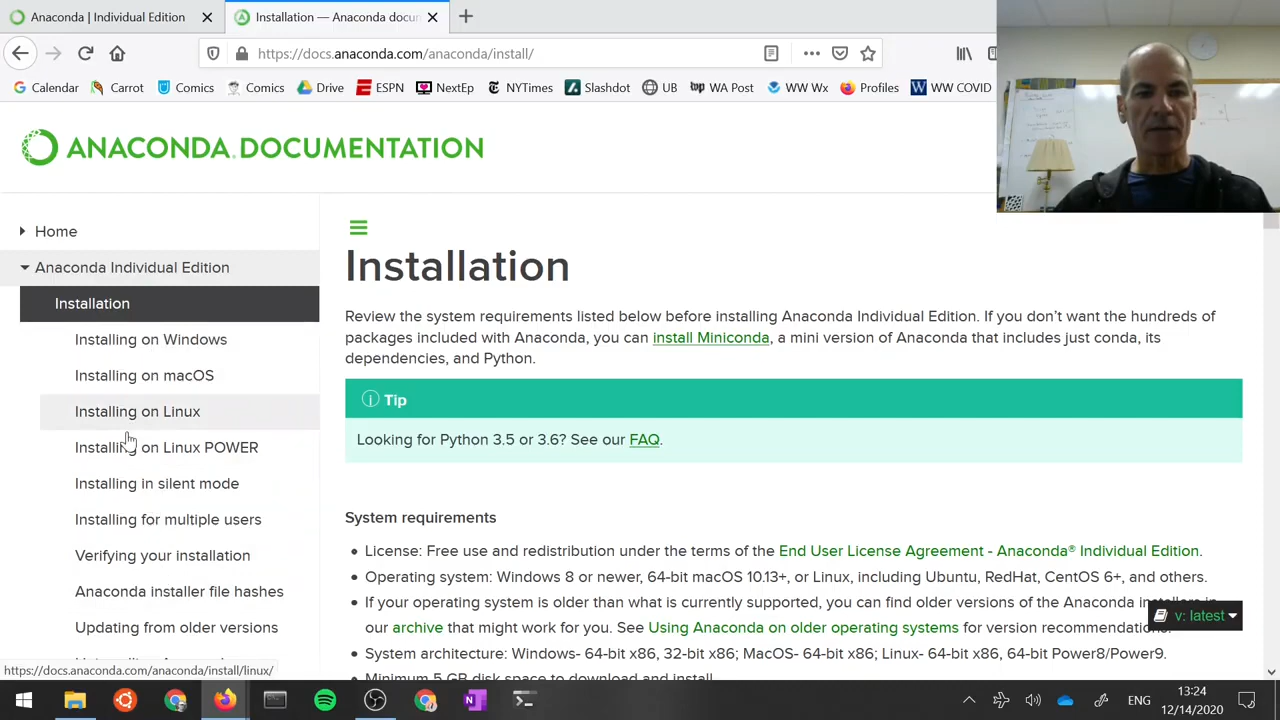 Anaconda | Individual Edition
Installation — Anaconda docu
https://docs.anaconda.com/anaconda/install/
Calendar
Carrot
Comics
Comics
Drive
ESPN
NextEp
NYTimes
Slashdot
UB
WA Post
WW Wx
Profiles
WW COVID
ANACONDA DOCUMENTATION
Home
Anaconda Individual Edition
Installation
Installing on Windows
Installing on macOS
Installing on Linux
Installing on Linux POWER
Installing in silent mode
Installing for multiple users
Verifying your installation
Anaconda installer file hashes
Updating from older versions
https://docs.anaconda.com/anaconda/install/linux/
Installation
Review the system requirements listed below before installing Anaconda Individual Edition. If you don’t want the hundreds of
packages included with Anaconda, you can install Miniconda, a mini version of Anaconda that includes just conda, its
dependencies, and Python.
Tip
Looking for Python 3.5 or 3.6? See our FAQ.
System requirements
• License: Free use and redistribution under the terms of the End User License Agreement - Anaconda® Individual Edition.
• Operating system: Windows 8 or newer, 64-bit macOS 10.13+, or Linux, including Ubuntu, RedHat, CentOS 6+, and others.
• If your operating system is older than what is currently supported, you can find older versions of the Anaconda installers in
our archive that might work for you. See Using Anaconda on older operating systems for version recommendations.
• System architecture: Windows- 64-bit x86, 32-bit x86; MacOS- 64-bit x86; Linux- 64-bit x86, 64-bit Power8/Power9.
• Minimum 5 GB disk space to download and install.
v: latest
ENG
13:24
12/14/2020